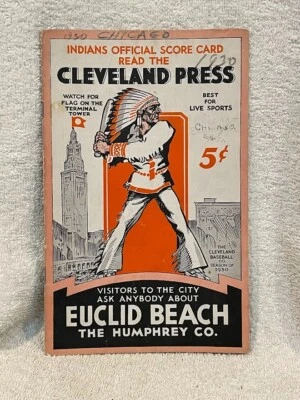 1930 CHICAGO
INDIANS OFFICIAL SCORE CARD
READ THE
1930
CLEVELAND PRESS
WATCH FOR
FLAG ON THE
TERMINAL
TOWER
BEST
FOR
LIVE SPORTS
CHICAGO
5¢
THE
CLEVELAND
BASEBALL
SEASON OF
1930
VISITORS TO THE CITY
ASK ANYBODY ABOUT
EUCLID BEACH
THE HUMPHREY CO.